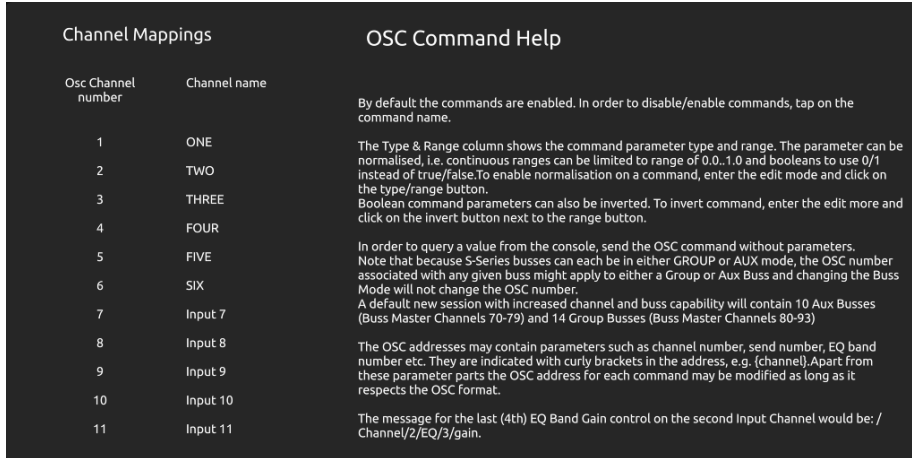 Channel Mappings
Osc Channel number
Channel name
1 ONE
2 TWO
3 THREE
4 FOUR
5 FIVE
6 SIX
7 Input 7
8 Input 8
9 Input 9
10 Input 10
11 Input 11
OSC Command Help
By default the commands are enabled. In order to disable/enable commands, tap on the
command name.
The Type & Range column shows the command parameter type and range. The parameter can be
normalised, i.e. continuous ranges can be limited to range of 0.0..1.0 and booleans to use 0/1
instead of true/false.To enable normalisation on a command, enter the edit mode and click on
the type/range button.
Boolean command parameters can also be inverted. To invert command, enter the edit more and
click on the invert button next to the range button.
In order to query a value from the console, send the OSC command without parameters.
Note that because S-Series busses can each be in either GROUP or AUX mode, the OSC number
associated with any given buss might apply to either a Group or Aux Buss and changing the Buss
Mode will not change the OSC number.
A default new session with increased channel and buss capability will contain 10 Aux Busses
(Buss Master Channels 70-79) and 14 Group Busses (Buss Master Channels 80-93)
The OSC addresses may contain parameters such as channel number, send number, EQ band
number etc. They are indicated with curly brackets in the address, e.g. {channel}.Apart from
these parameter parts the OSC address for each command may be modified as long as it
respects the OSC format.
The message for the last (4th) EQ Band Gain control on the second Input Channel would be: /
Channel/2/EQ/3/gain.